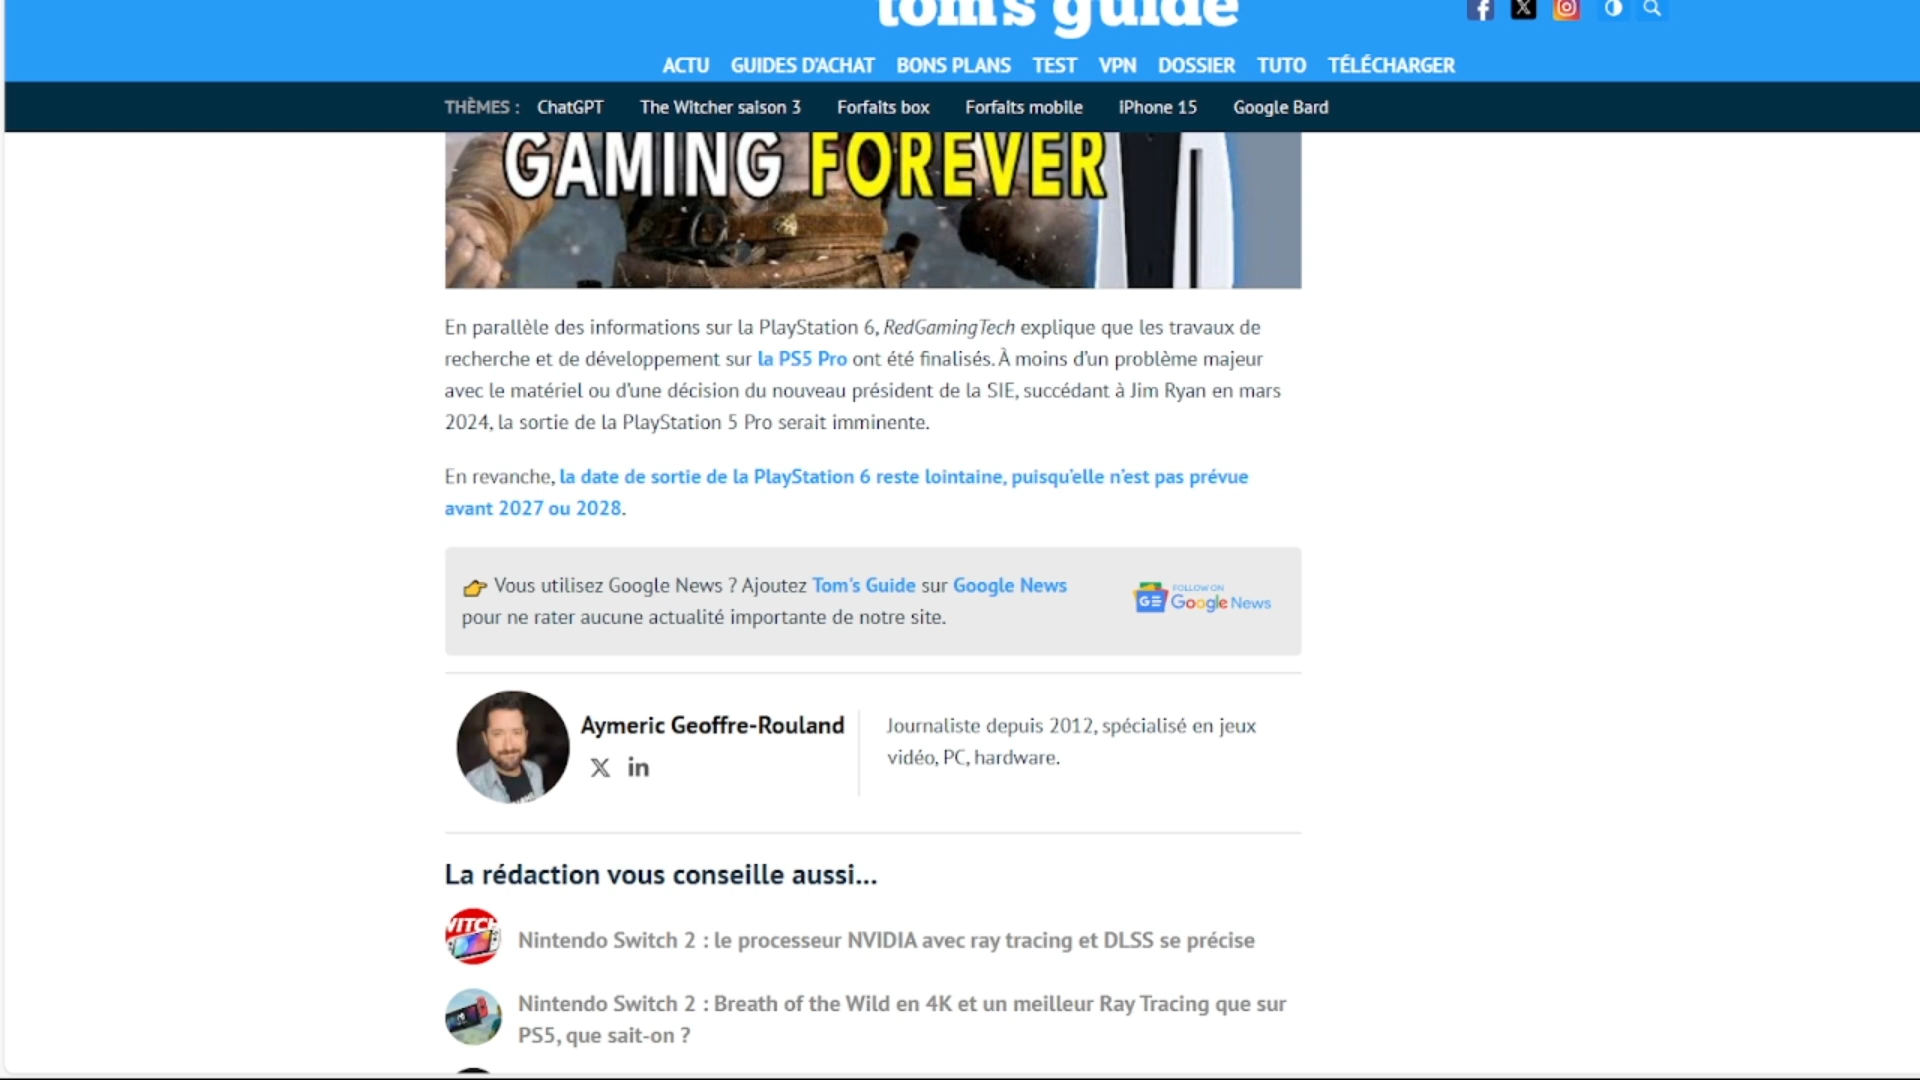 tom's guide
ACTU GUIDES D'ACHAT BONS PLANS TEST VPN DOSSIER TUTO TÉLÉCHARGER
THÈMES : ChatGPT The Witcher saison 3 Forfaits box Forfaits mobile iPhone 15 Google Bard
GAMING FOREVER
En parallèle des informations sur la PlayStation 6, RedGamingTech explique que les travaux de
recherche et de développement sur la PS5 Pro ont été finalisés. À moins d'un problème majeur
avec le matériel ou d'une décision du nouveau président de la SIE, succédant à Jim Ryan en mars
2024, la sortie de la PlayStation 5 Pro serait imminente.
En revanche, la date de sortie de la PlayStation 6 reste lointaine, puisqu'elle n'est pas prévue
avant 2027 ou 2028.
👉 Vous utilisez Google News ? Ajoutez Tom's Guide sur Google News
pour ne rater aucune actualité importante de notre site.
FOLLOW ON
GE Google News
Aymeric Geoffre-Rouland
Journaliste depuis 2012, spécialisé en jeux
vidéo, PC, hardware.
La rédaction vous conseille aussi...
Nintendo Switch 2 : le processeur NVIDIA avec ray tracing et DLSS se précise
Nintendo Switch 2 : Breath of the Wild en 4K et un meilleur Ray Tracing que sur
PS5, que sait-on ?